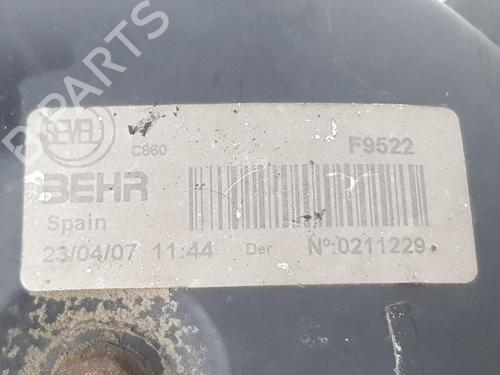 B-PARTS
SEVEL
C860
F9522
BEHR
Spain
23/04/07 11:44 Der Nº:0211229